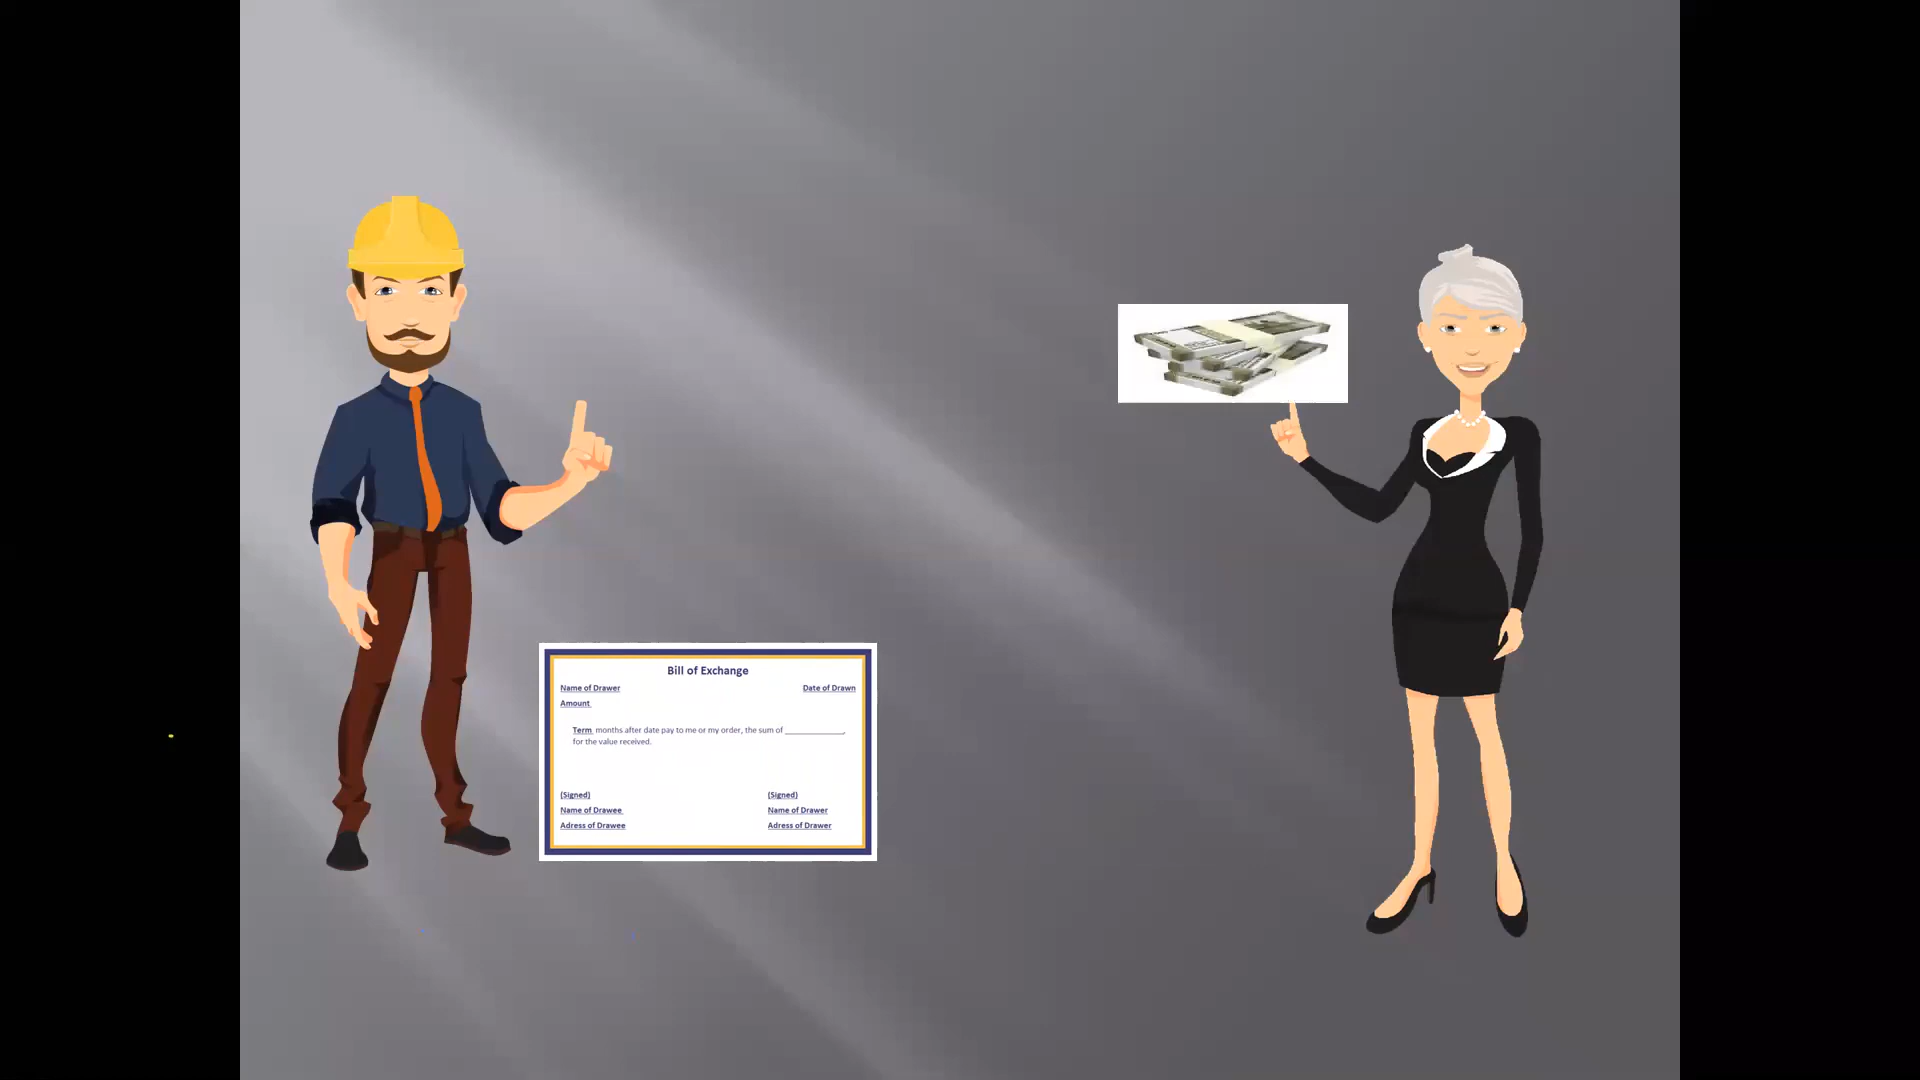 Bill of Exchange
Name of Drawer Date of Drawn
Amount
Term months after date pay to me or my order, the sum of ______________,
for the value received.
(Signed) (Signed)
Name of Drawee Name of Drawer
Adress of Drawee Adress of Drawer